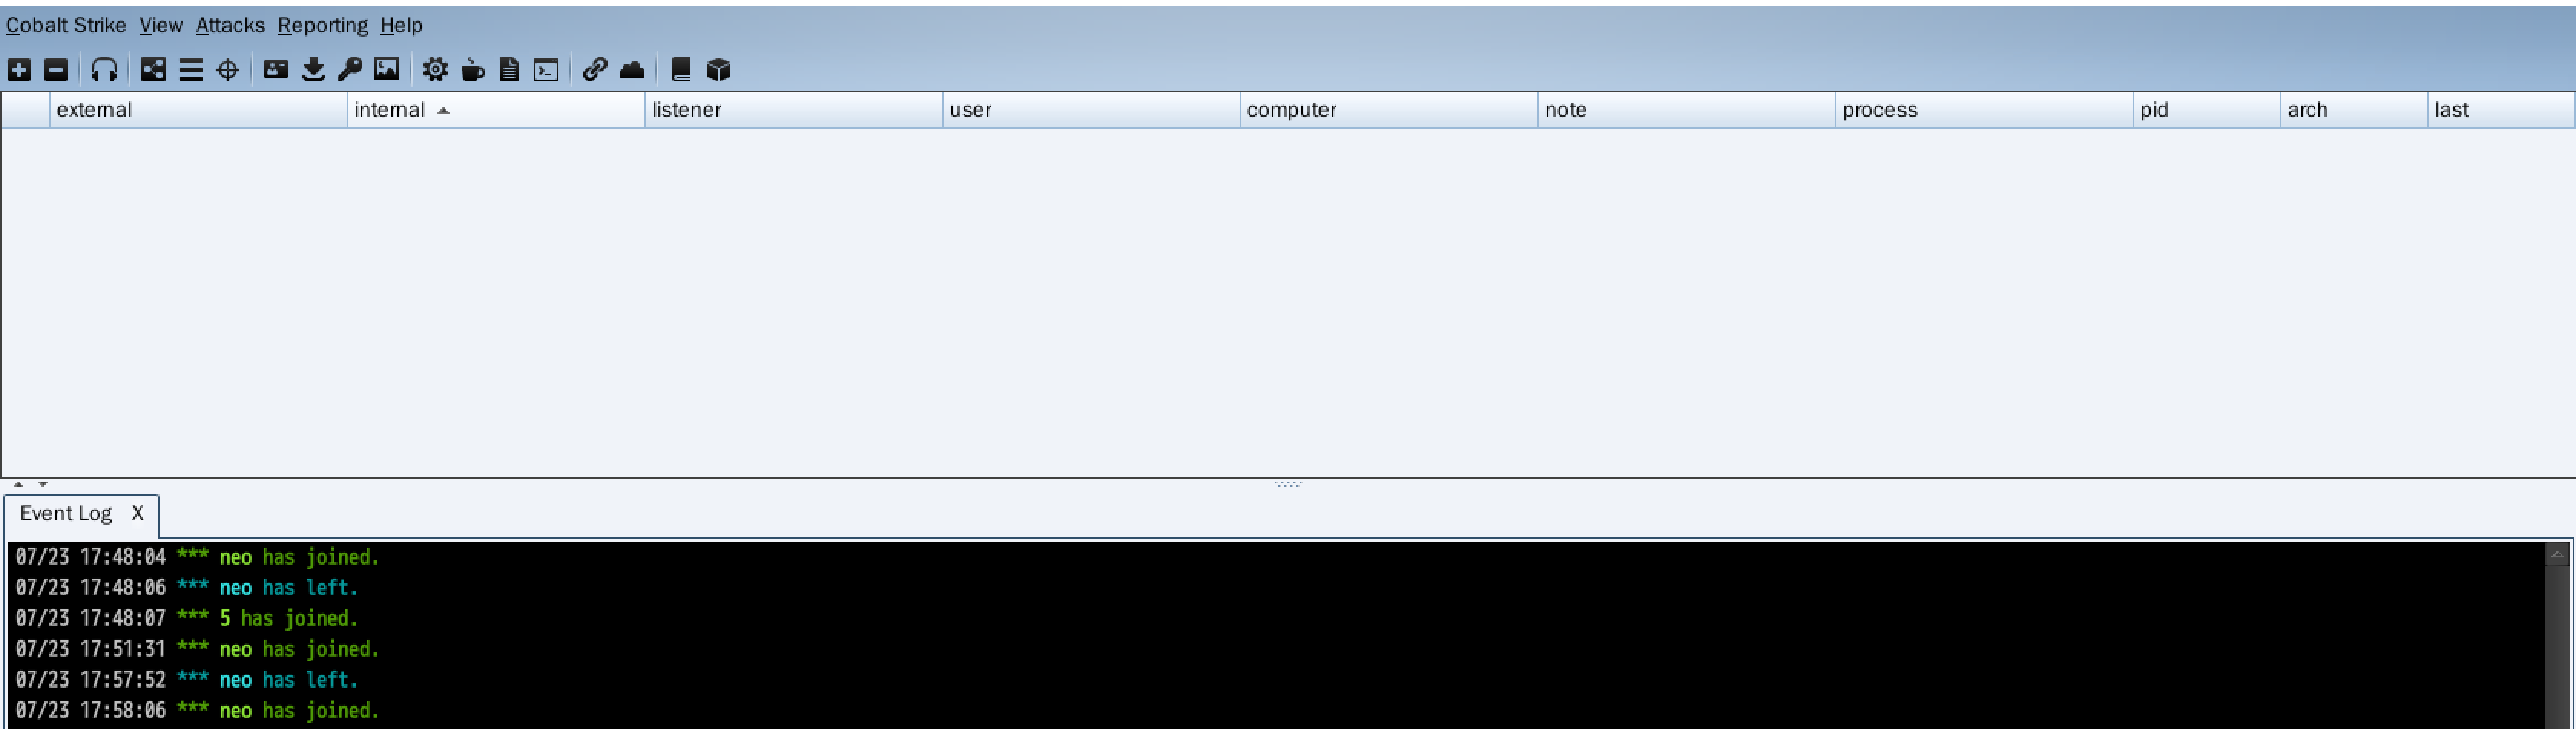 Cobalt Strike View Attacks Reporting Help
external internal listener user computer note process pid arch last
Event Log X
07/23 17:48:04 *** neo has joined.
07/23 17:48:06 *** neo has left.
07/23 17:48:07 *** 5 has joined.
07/23 17:51:31 *** neo has joined.
07/23 17:57:52 *** neo has left.
07/23 17:58:06 *** neo has joined.